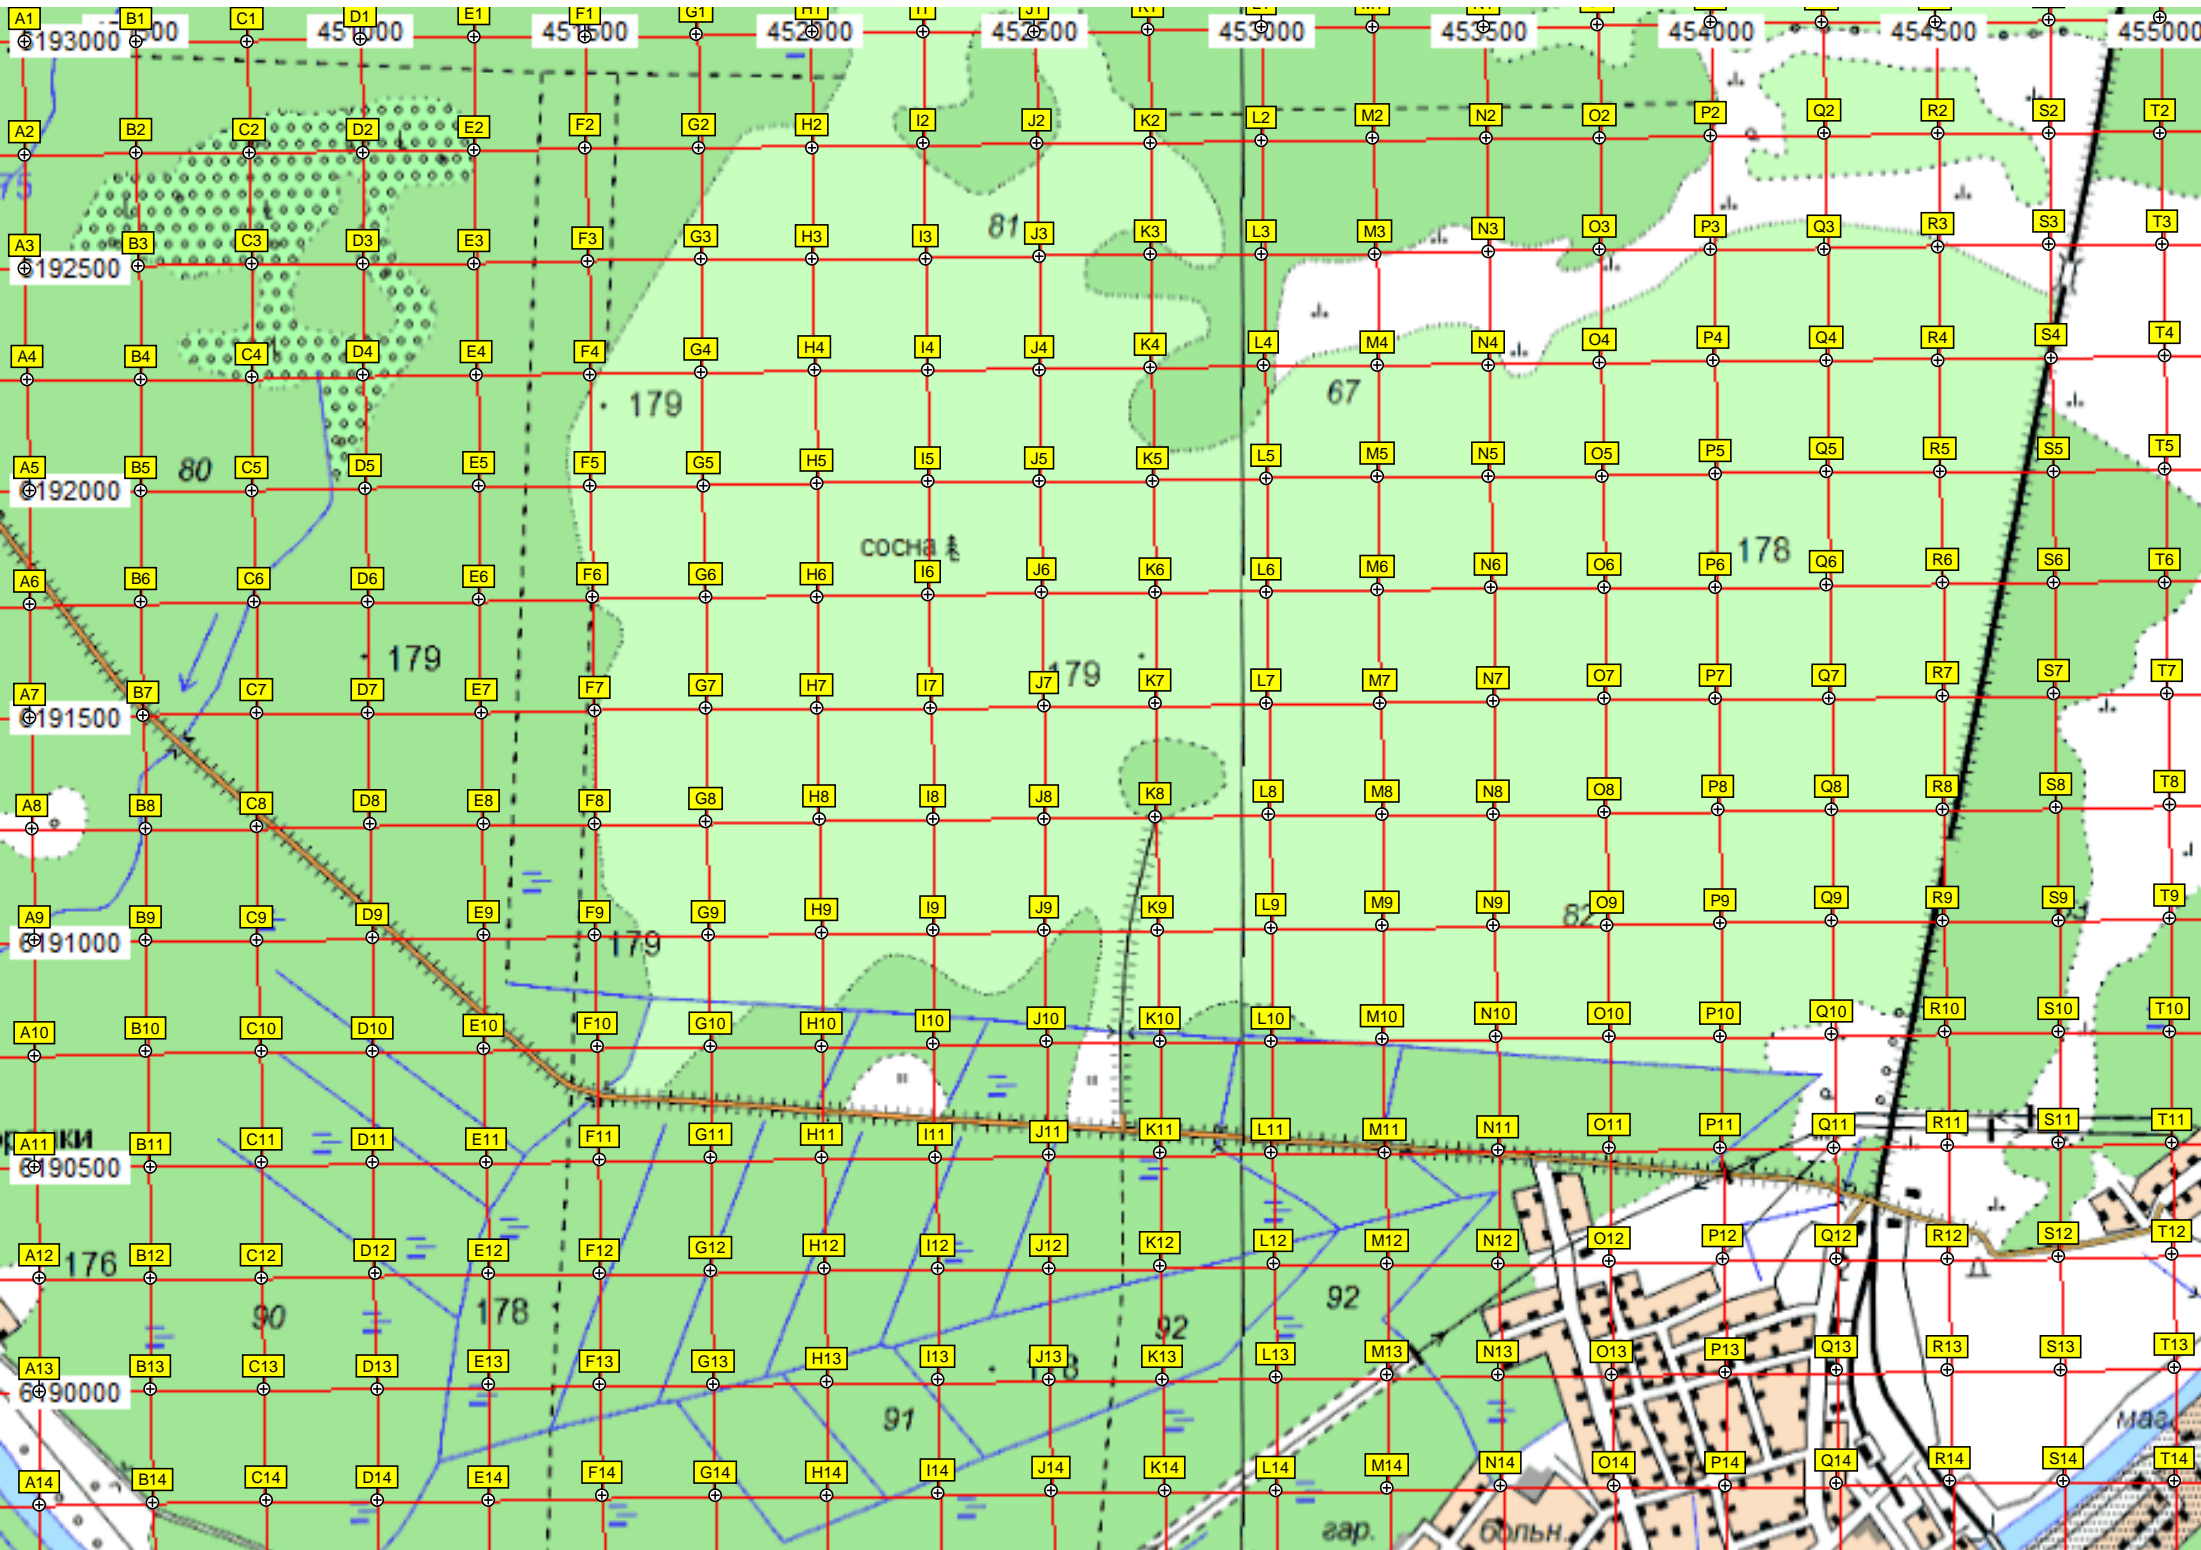 A1 B1 C1 D1 E1 F1 G1 H1 I1 J1 K1
6193000 451000 453000 453500 454000 454500 455000
A2 B2 C2 D2 E2 F2 G2 H2 I2 J2 K2 L2 M2 N2 O2 P2 Q2 R2 S2 T2
75
81
A3 B3 C3 D3 E3 F3 G3 H3 I3 J3 K3 L3 M3 N3 O3 P3 Q3 R3 S3 T3
6192500
A4 B4 C4 D4 E4 F4 G4 H4 I4 J4 K4 L4 M4 N4 O4 P4 Q4 R4 S4 T4
179 67
80
A5 B5 C5 D5 E5 F5 G5 H5 I5 J5 K5 L5 M5 N5 O5 P5 Q5 R5 S5 T5
6192000
сосна 178
A6 B6 C6 D6 E6 F6 G6 H6 I6 J6 K6 L6 M6 N6 O6 P6 Q6 R6 S6 T6
179 179
A7 B7 C7 D7 E7 F7 G7 H7 I7 J7 K7 L7 M7 N7 O7 P7 Q7 R7 S7 T7
6191500
A8 B8 C8 D8 E8 F8 G8 H8 I8 J8 K8 L8 M8 N8 O8 P8 Q8 R8 S8 T8
A9 B9 C9 D9 E9 F9 G9 H9 I9 J9 K9 L9 M9 N9 O9 P9 Q9 R9 S9 T9
82
6191000 179
A10 B10 C10 D10 E10 F10 G10 H10 I10 J10 K10 L10 M10 N10 O10 P10 Q10 R10 S10 T10
A11 B11 C11 D11 E11 F11 G11 H11 I11 J11 K11 L11 M11 N11 O11 P11 Q11 R11 S11 T11
6190500
A12 B12 C12 D12 E12 F12 G12 H12 I12 J12 K12 L12 M12 N12 O12 P12 Q12 R12 S12 T12
176
90 178 92 92
A13 B13 C13 D13 E13 F13 G13 H13 I13 J13 K13 L13 M13 N13 O13 P13 Q13 R13 S13 T13
6190000
91 маг.
A14 B14 C14 D14 E14 F14 G14 H14 I14 J14 K14 L14 M14 N14 O14 P14 Q14 R14 S14 T14
гар. больн.